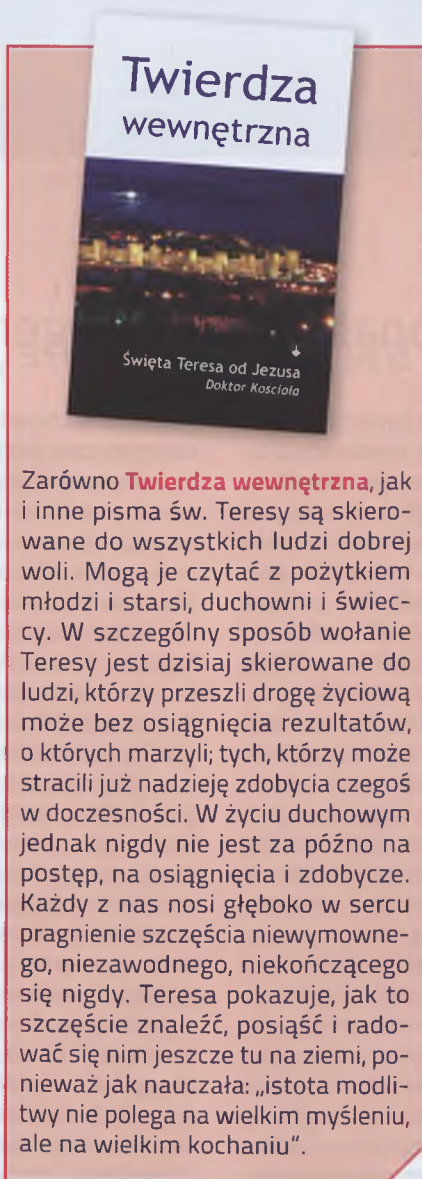 Twierdza
wewnętrzna
Święta Teresa od Jezusa
Doktor Kościoła
Zarówno Twierdza wewnętrzna, jak
i inne pisma św. Teresy są skiero-
wane do wszystkich ludzi dobrej
woli. Mogą je czytać z pożytkiem
młodzi i starsi, duchowni i świec-
cy. W szczególny sposób wołanie
Teresy jest dzisiaj skierowane do
ludzi, którzy przeszli drogę życiową
może bez osiągnięcia rezultatów,
o których marzyli; tych, którzy może
stracili już nadzieję zdobycia czegoś
w doczesności. W życiu duchowym
jednak nigdy nie jest za późno na
postęp, na osiągnięcia i zdobycze.
Każdy z nas nosi głęboko w sercu
pragnienie szczęścia niewymowne-
go, niezawodnego, niekończącego
się nigdy. Teresa pokazuje, jak to
szczęście znaleźć, posiąść i rado-
wać się nim jeszcze tu na ziemi, po-
nieważ jak nauczała: „istota modli-
twy nie polega na wielkim myśleniu,
ale na wielkim kochaniu”.